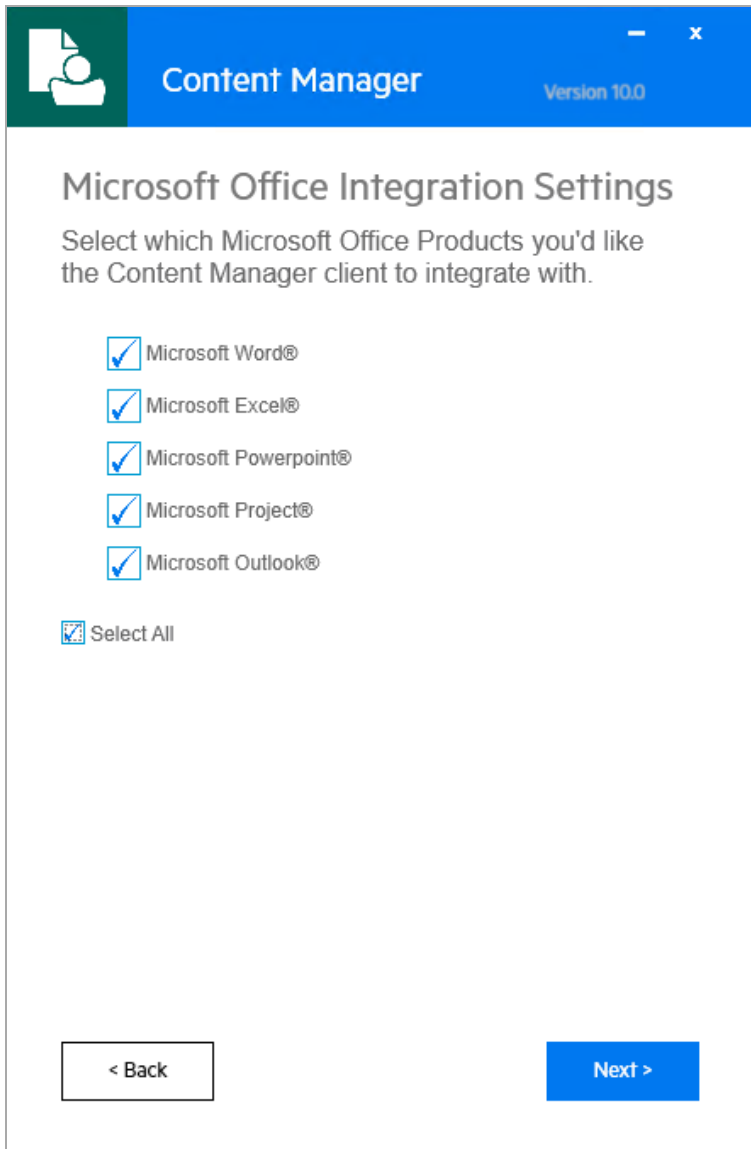 x
Content Manager
Version 10.0
Microsoft Office Integration Settings
Select which Microsoft Office Products you'd like
the Content Manager client to integrate with.
Microsoft Word®
Microsoft Excel®
Microsoft Powerpoint®
Microsoft Project®
Microsoft Outlook®
Select All
< Back
Next >